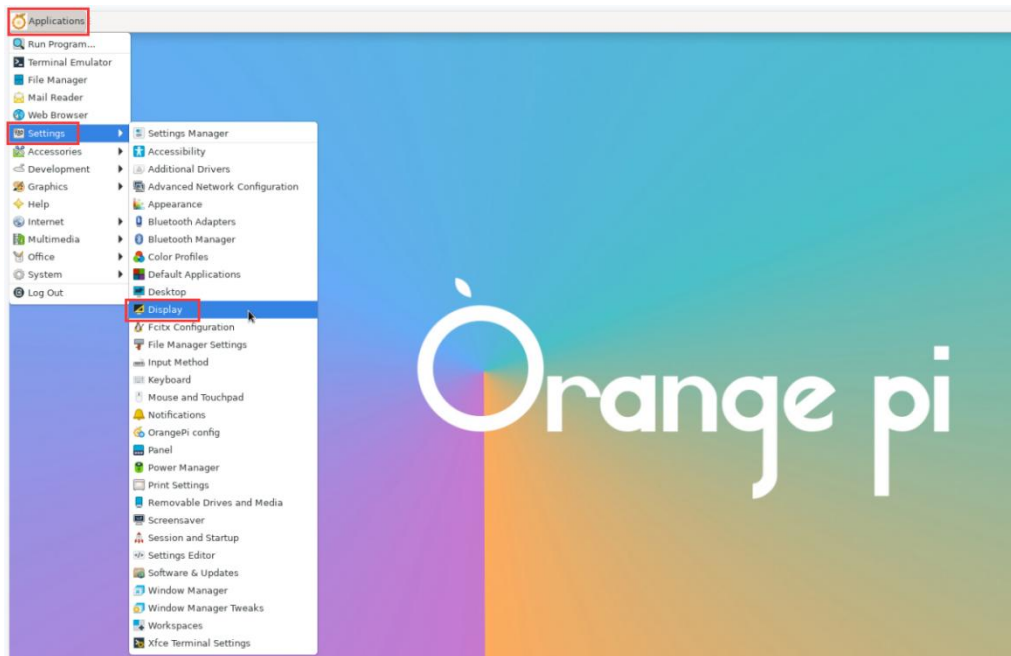 Applications
Run Program...
Terminal Emulator
File Manager
Mail Reader
Web Browser
Settings
Accessories
Development
Graphics
Help
Internet
Multimedia
Office
System
Log Out
Settings Manager
Accessibility
Additional Drivers
Advanced Network Configuration
Appearance
Bluetooth Adapters
Bluetooth Manager
Color Profiles
Default Applications
Desktop
Display
Fcitx Configuration
File Manager Settings
Input Method
Keyboard
Mouse and Touchpad
Notifications
OrangePi config
Panel
Power Manager
Print Settings
Removable Drives and Media
Screensaver
Session and Startup
Settings Editor
Software & Updates
Window Manager
Window Manager Tweaks
Workspaces
Xfce Terminal Settings
Orange pi